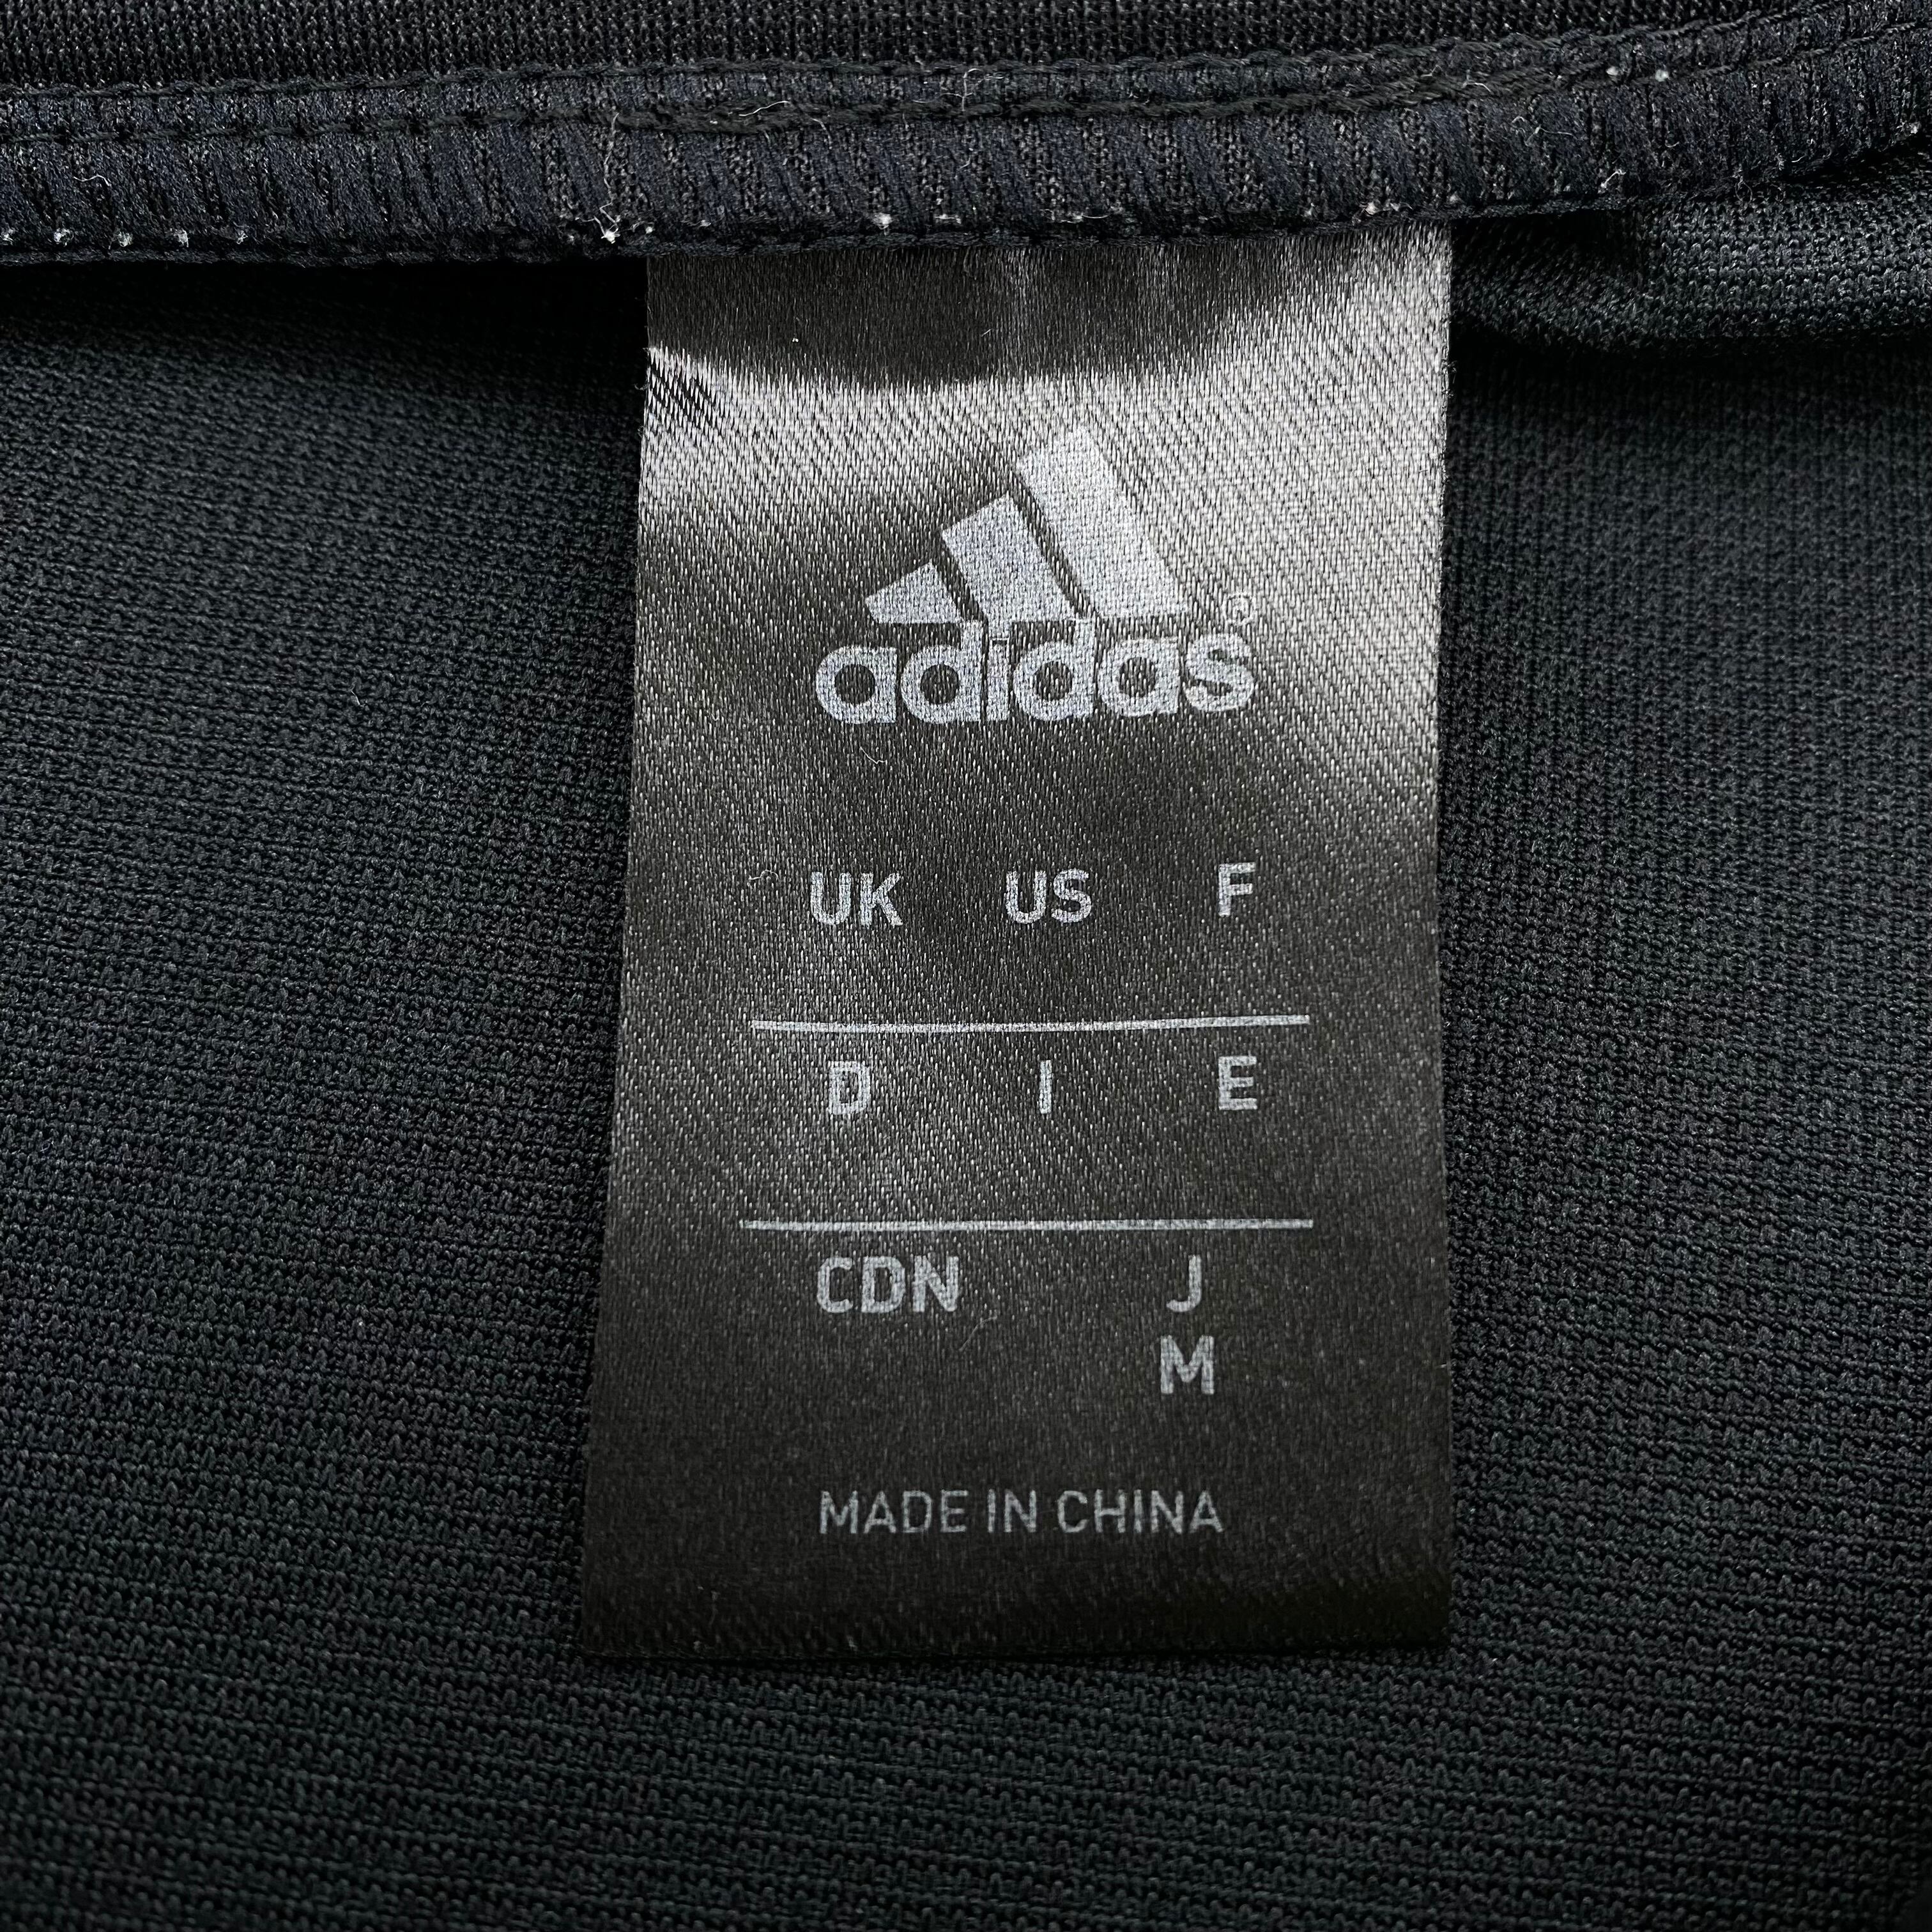 adidas®
UK US F
D I E
CDN J
M
MADE IN CHINA